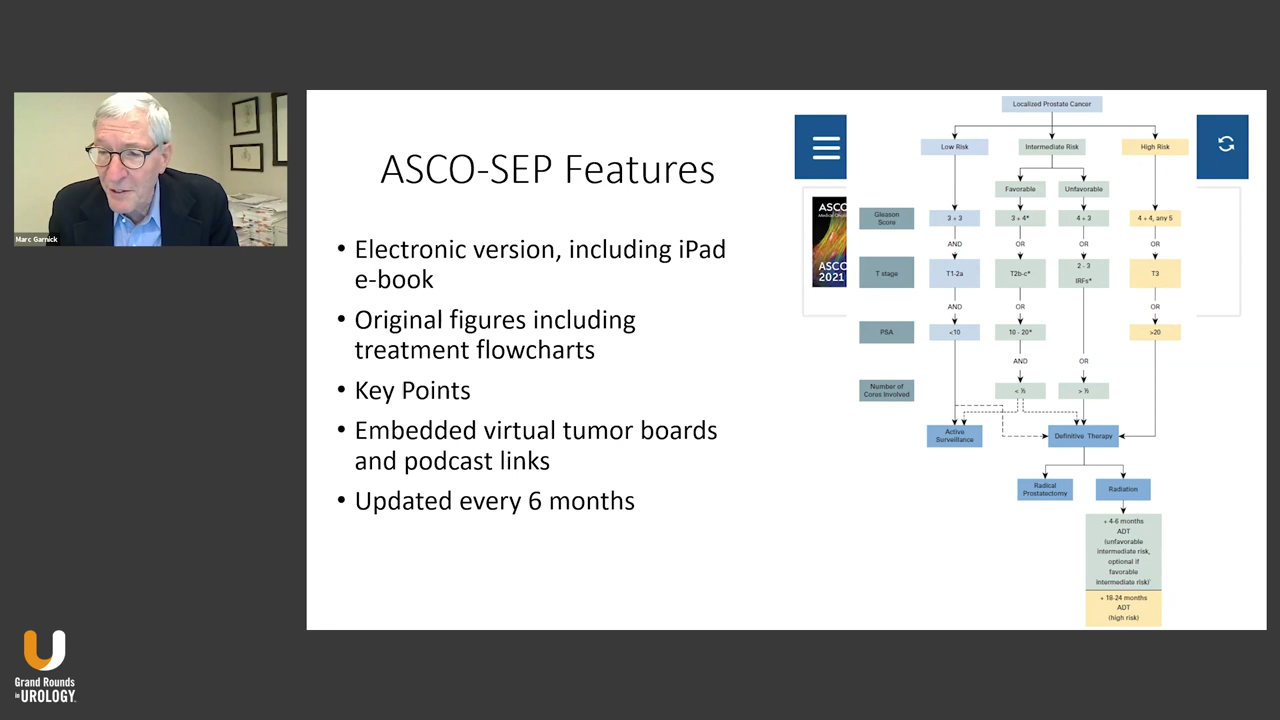 Marc Garnick
ASCO-SEP Features
• Electronic version, including iPad
e-book
• Original figures including
treatment flowcharts
• Key Points
• Embedded virtual tumor boards
and podcast links
• Updated every 6 months
ASCO
ASCO
2021
Localized Prostate Cancer
Low Risk
Intermediate Risk
High Risk
Favorable
Unfavorable
Gleason
Score
3 + 3
3 + 4*
4 + 3
4 + 4, any 5
AND
OR
OR
OR
T stage
T1-2a
T2b-c*
2 - 3
IRFs*
T3
AND
OR
OR
PSA
<10
10 - 20*
>20
AND
OR
Number of
Cores Involved
< ½
> ½
Active
Surveillance
Definitive Therapy
Radical
Prostatectomy
Radiation
+ 4-6 months
ADT
(unfavorable
intermediate risk,
optional if
favorable
intermediate risk)
+ 18-24 months
ADT
(high risk)
Grand Rounds
in UROLOGY